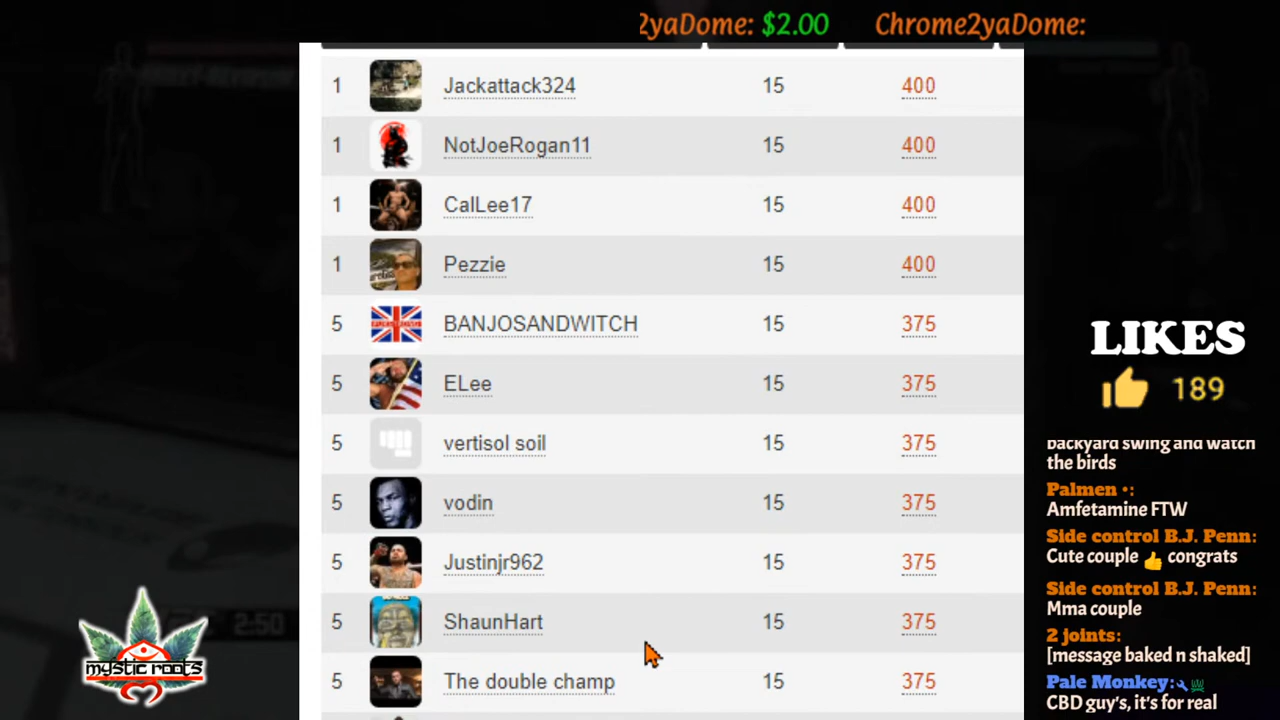 2yaDome: $2.00 Chrome2yaDome:
1 Jackattack324 15 400
1 NotJoeRogan11 15 400
1 CalLee17 15 400
1 Pezzie 15 400
5 BANJOSANDWITCH 15 375
5 ELee 15 375
5 vertisol soil 15 375
5 vodin 15 375
5 Justinjr962 15 375
5 ShaunHart 15 375
5 The double champ 15 375
LIKES
189
backyard swing and watch
the birds
Palmen •:
Amfetamine FTW
Side control B.J. Penn:
Cute couple 👍 congrats
Side control B.J. Penn:
Mma couple
2 joints:
[message baked n shaked]
Pale Monkey:
CBD guy's, it's for real
mystic roots
2:50